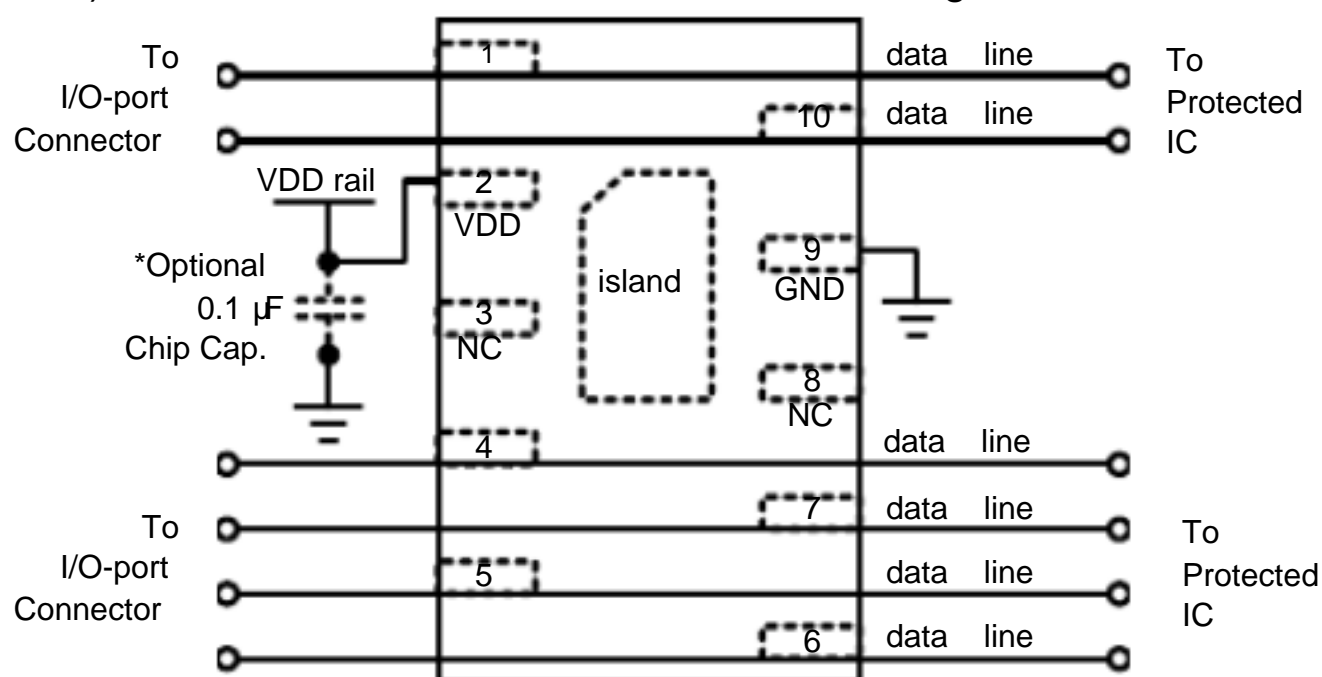 To
I/O-port
Connector
1
data line
data line
10
To
Protected
IC
VDD rail
2
VDD
*Optional
0.1 µF
Chip Cap.
island
9
GND
3
NC
8
NC
4
data line
7
data line
To
I/O-port
Connector
5
data line
6
data line
To
Protected
IC